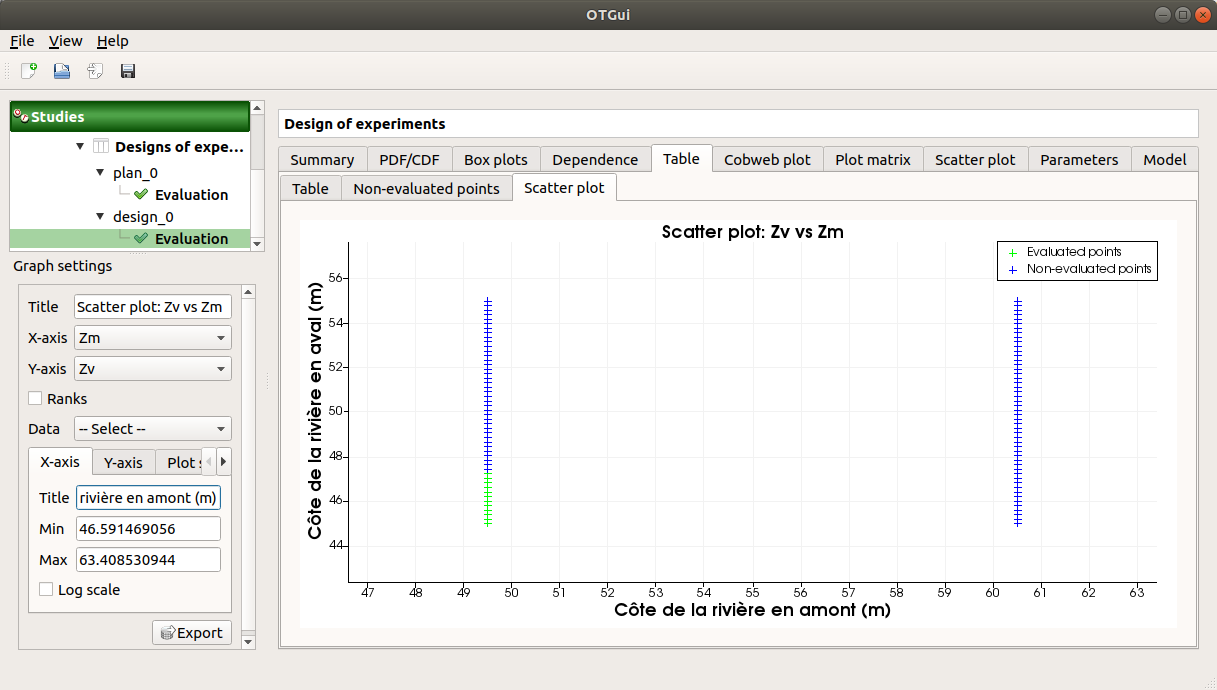 OTGui
File View Help
Studies
Designs of expe...
plan_0
Evaluation
design_0
Evaluation
Graph settings
Title Scatter plot: Zv vs Zm
X-axis Zm
Y-axis Zv
Ranks
Data -- Select --
X-axis Y-axis Plot s
Title rivière en amont (m)
Min 46.591469056
Max 63.408530944
Log scale
Export
Design of experiments
Summary PDF/CDF Box plots Dependence Table Cobweb plot Plot matrix Scatter plot Parameters Model
Table Non-evaluated points Scatter plot
Scatter plot: Zv vs Zm
Evaluated points
Non-evaluated points
Côte de la rivière en aval (m)
56
54
52
50
48
46
44
47 48 49 50 51 52 53 54 55 56 57 58 59 60 61 62 63
Côte de la rivière en amont (m)